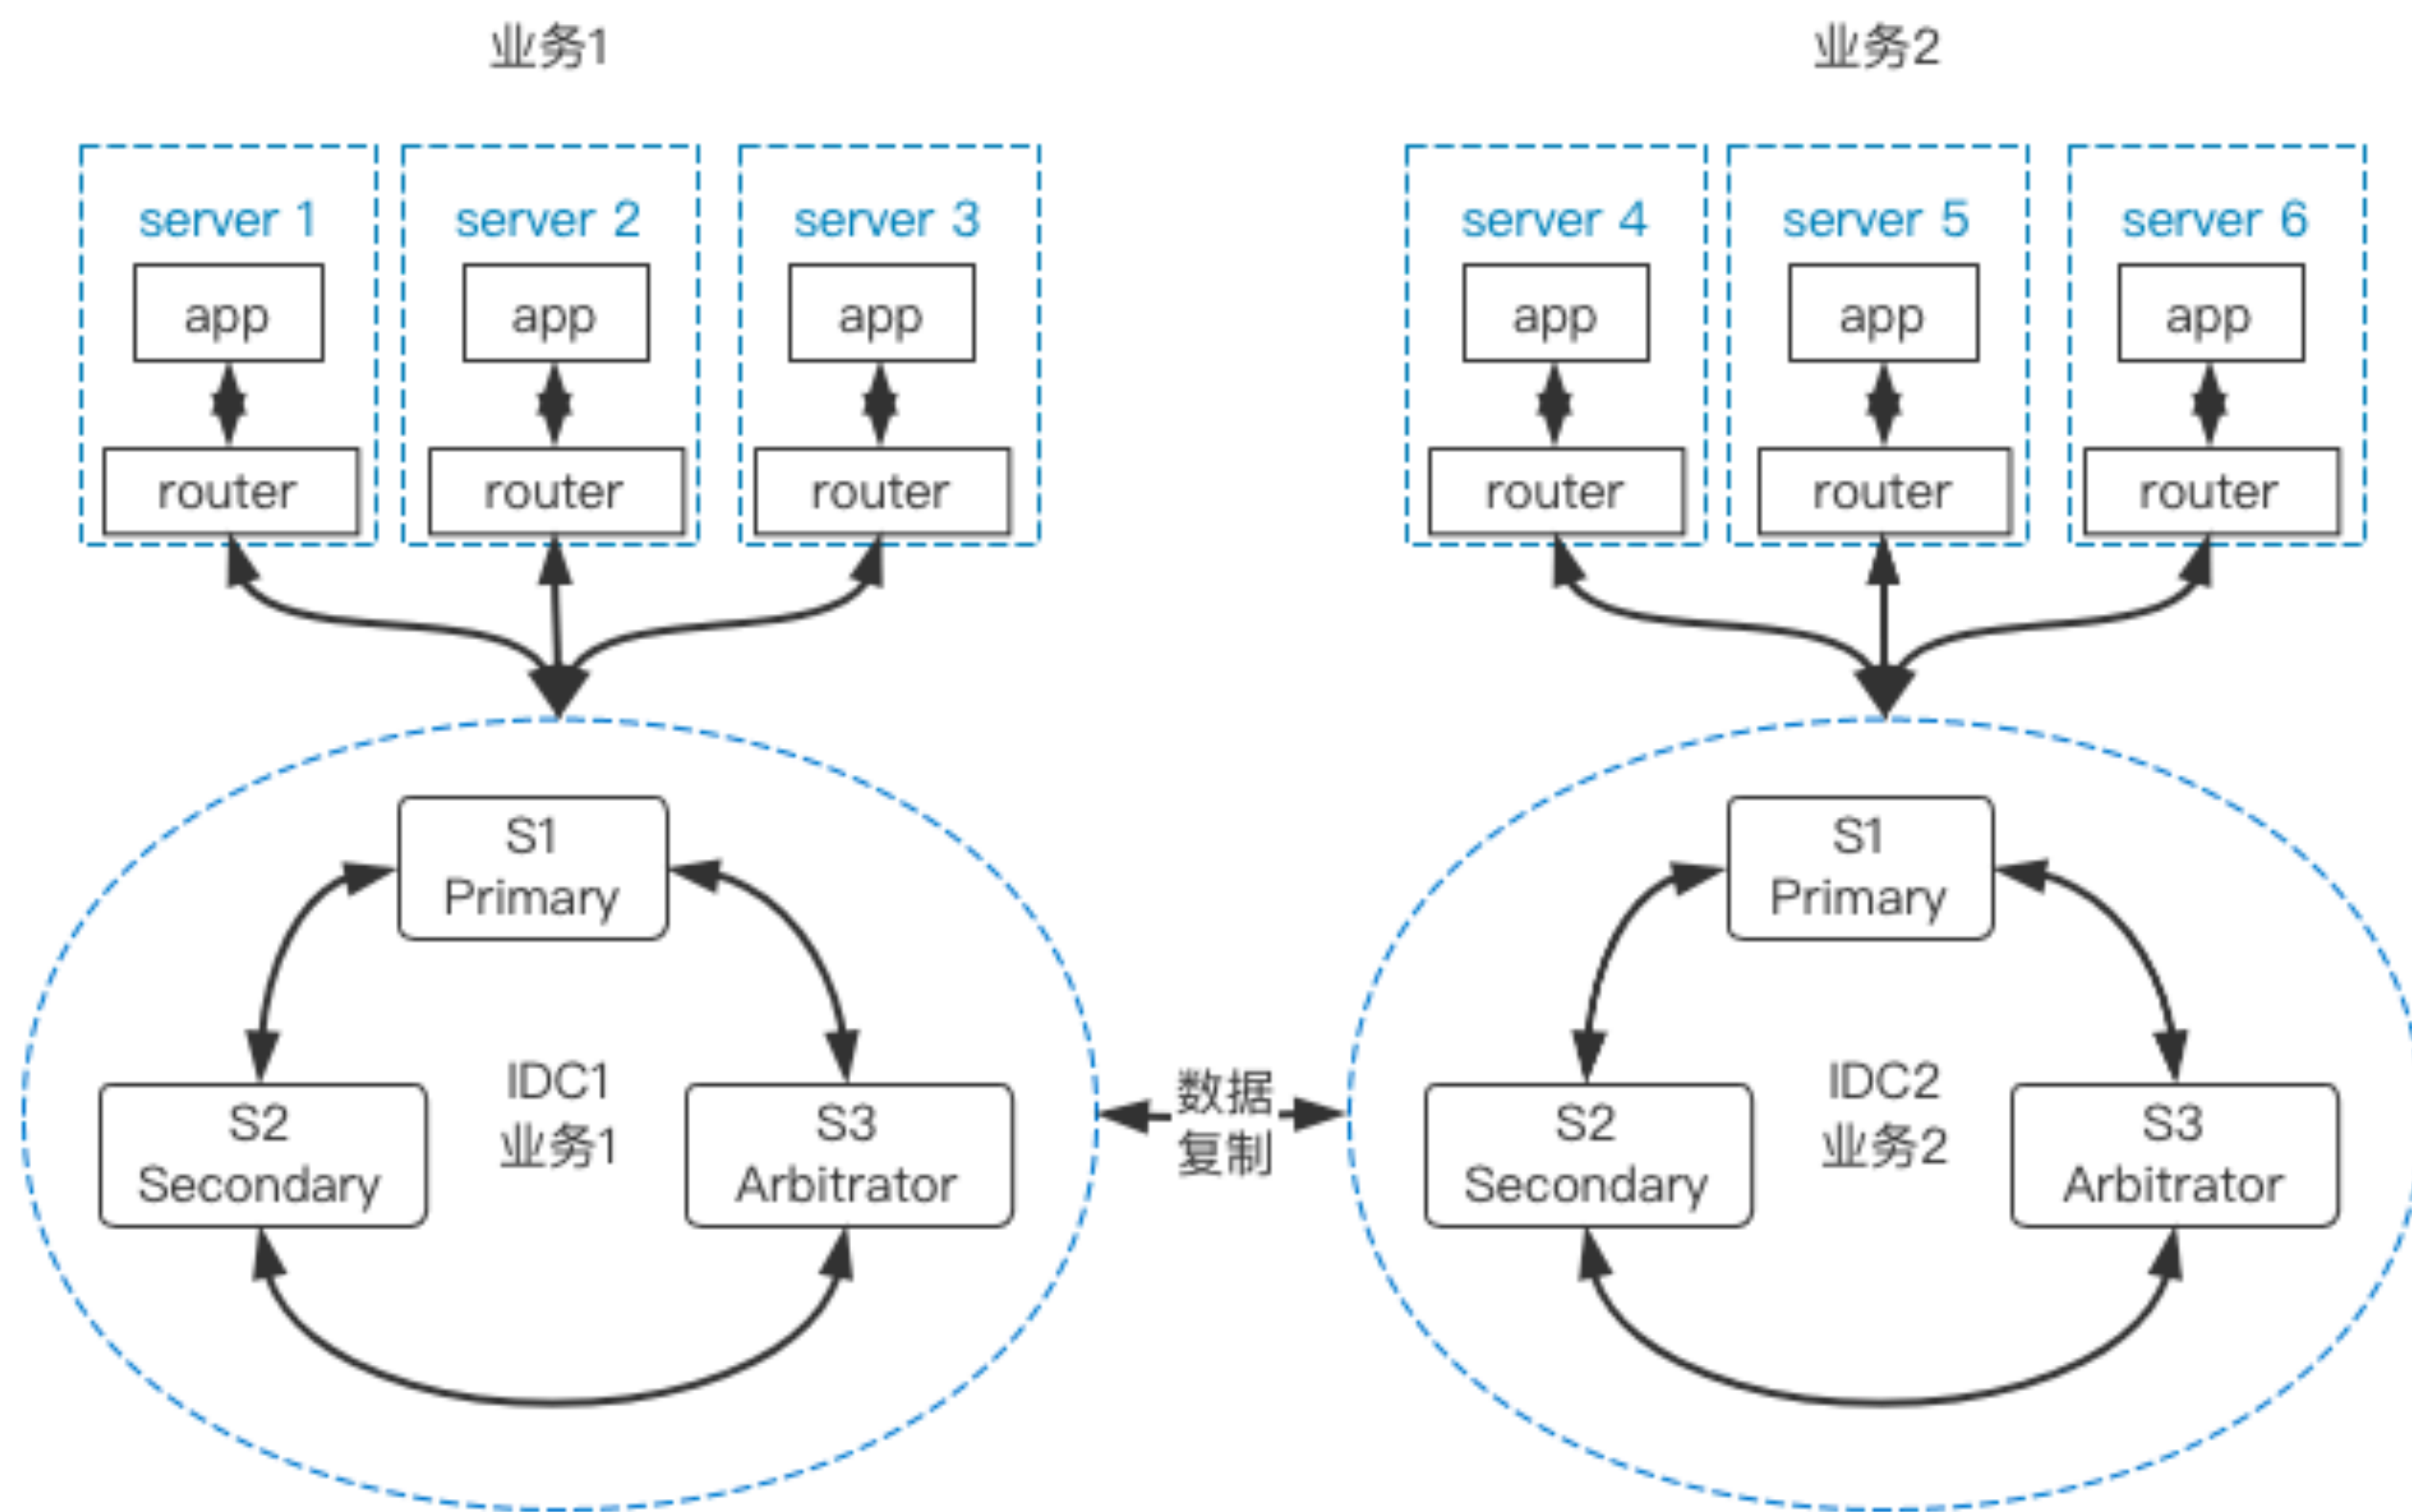 业务1
业务2
server 1
server 2
server 3
server 4
server 5
server 6
app
app
app
app
app
app
router
router
router
router
router
router
S1
Primary
S1
Primary
IDC1
业务1
S2
Secondary
S3
Arbitrator
数据
复制
IDC2
业务2
S2
Secondary
S3
Arbitrator